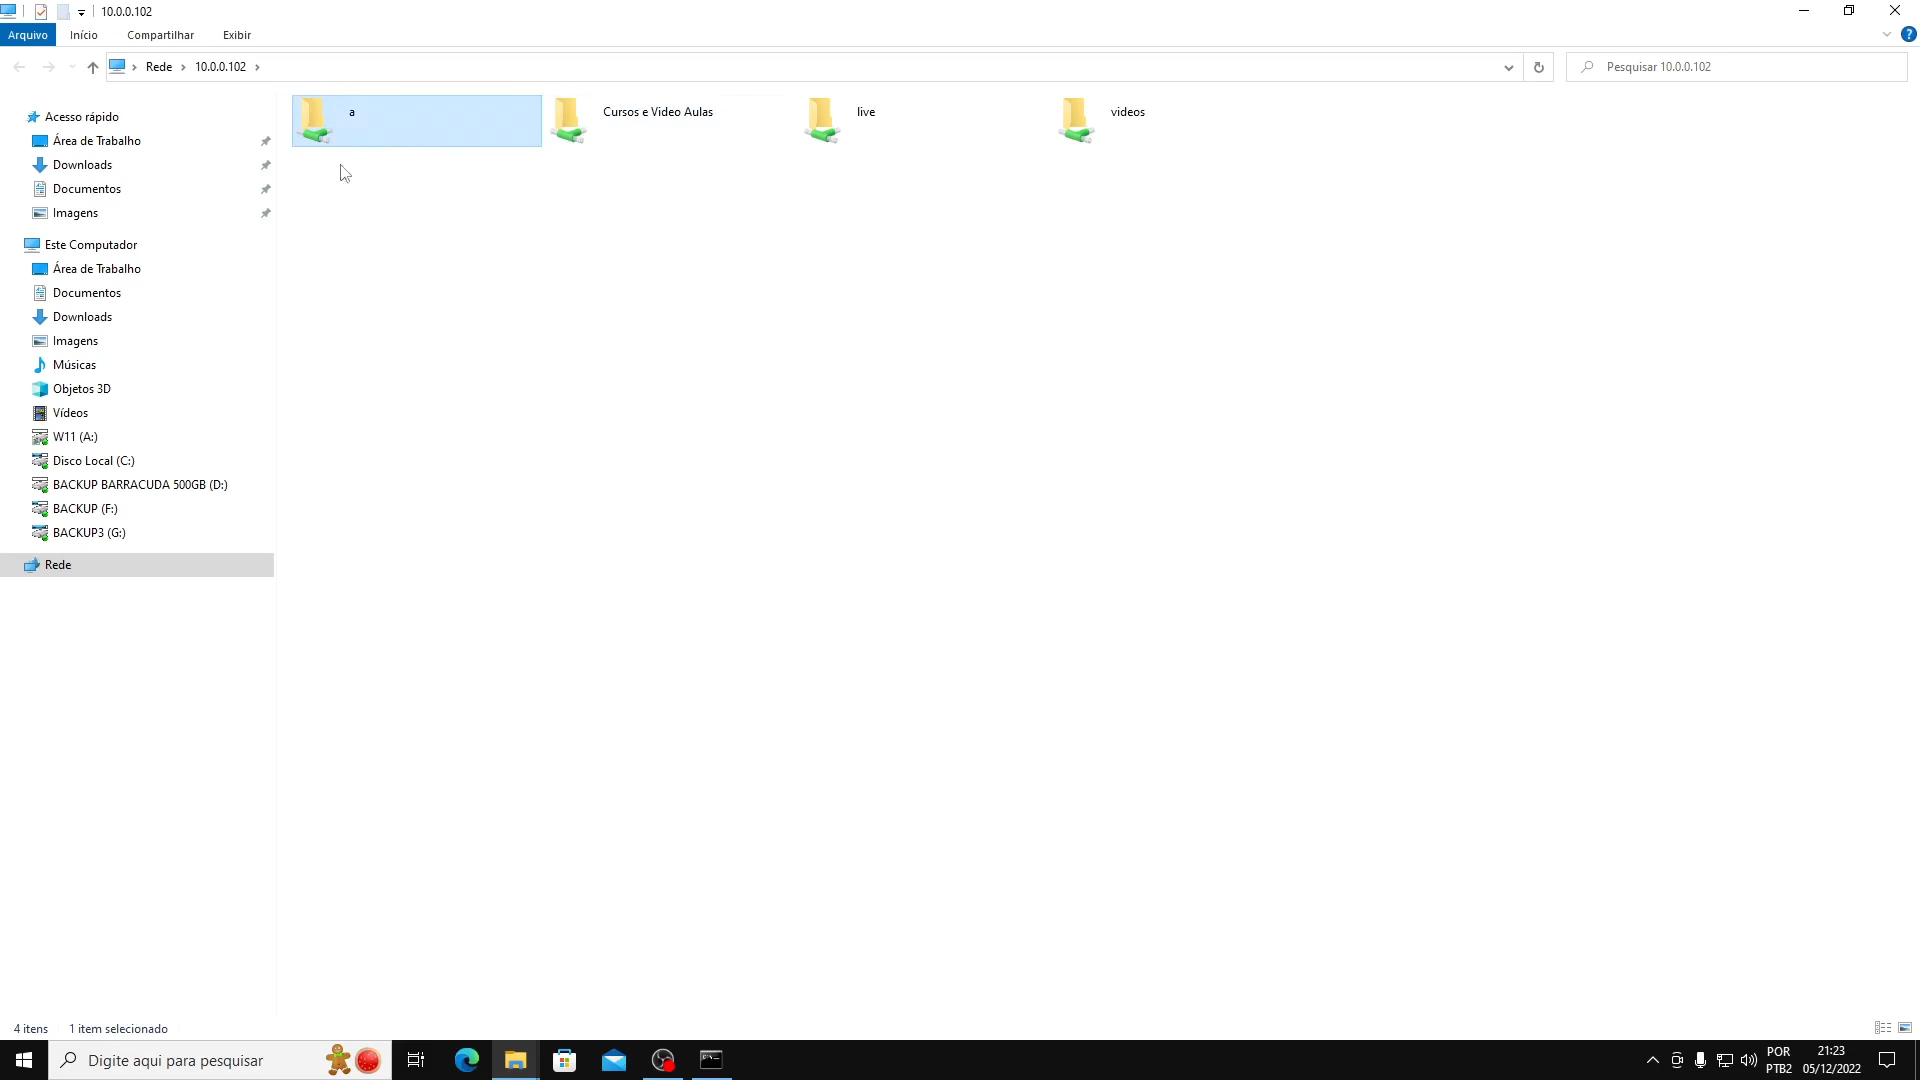 10.0.0.102
Arquivo Início Compartilhar Exibir
Rede 10.0.0.102
Pesquisar 10.0.0.102
Acesso rápido
Área de Trabalho
Downloads
Documentos
Imagens
Este Computador
Área de Trabalho
Documentos
Downloads
Imagens
Músicas
Objetos 3D
Vídeos
W11 (A:)
Disco Local (C:)
BACKUP BARRACUDA 500GB (D:)
BACKUP (F:)
BACKUP3 (G:)
Rede
a
Cursos e Video Aulas
live
videos
4 itens 1 item selecionado
Digite aqui para pesquisar
POR
PTB2
21:23
05/12/2022